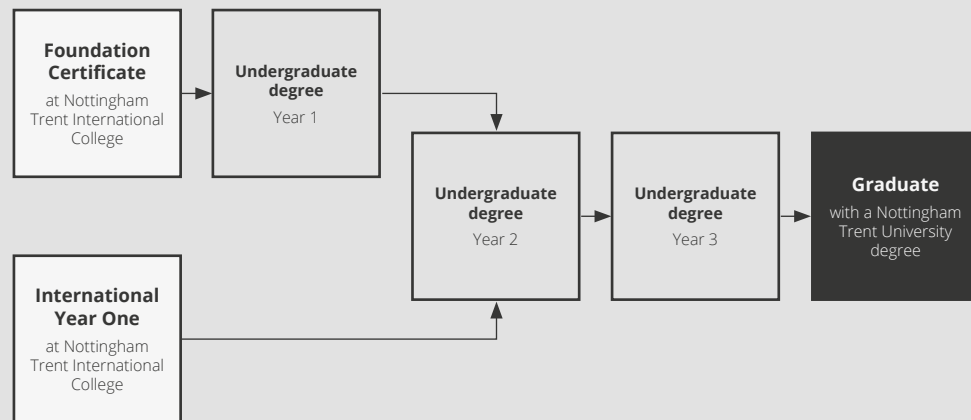 Foundation
Certificate
at Nottingham
Trent International
College
Undergraduate
degree
Year 1
Undergraduate
degree
Year 2
Undergraduate
degree
Year 3
Graduate
with a Nottingham
Trent University
degree
International
Year One
at Nottingham
Trent International
College